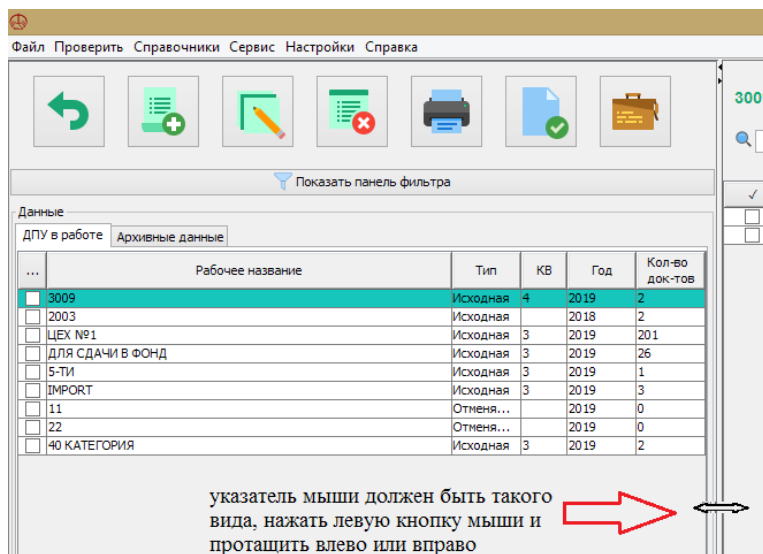 Файл Проверить Справочники Сервис Настройки Справка
3009
Показать панель фильтра
Данные
ДПУ в работе Архивные данные
... Рабочее название Тип КВ Год Кол-во док-тов
3009 Исходная 4 2019 2
2003 Исходная 2018 2
ЦЕХ №1 Исходная 3 2019 201
ДЛЯ СДАЧИ В ФОНД Исходная 3 2019 26
5-ТИ Исходная 3 2019 1
IMPORT Исходная 3 2019 3
11 Отменя... 2019 0
22 Отменя... 2019 0
40 КАТЕГОРИЯ Исходная 3 2019 2
указатель мыши должен быть такого
вида, нажать левую кнопку мыши и
протащить влево или вправо